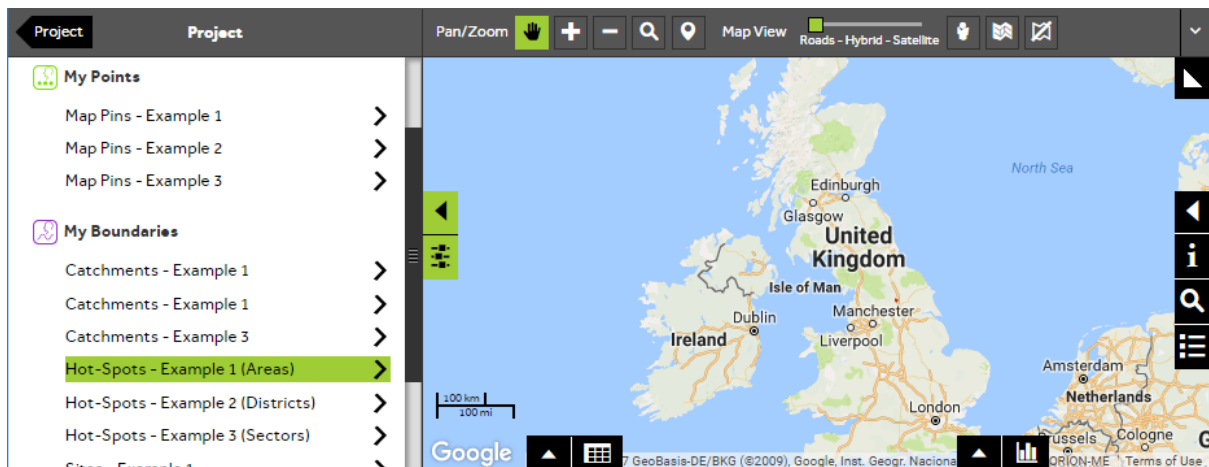 Project
Project
Pan/Zoom
Map View
Roads - Hybrid - Satellite
My Points
Map Pins - Example 1
Map Pins - Example 2
Map Pins - Example 3
My Boundaries
Catchments - Example 1
Catchments - Example 1
Catchments - Example 3
Hot-Spots - Example 1 (Areas)
Hot-Spots - Example 2 (Districts)
Hot-Spots - Example 3 (Sectors)
North Sea
Edinburgh
Glasgow
United
Kingdom
Isle of Man
Dublin
Manchester
Ireland
Liverpool
Amsterdam
Netherlands
100 km
100 mi
London
Cologne
Google
7 GeoBasis-DE/BKG (©2009), Google, Inst. Geogr. Naciona
ORION-ME
Terms of Use